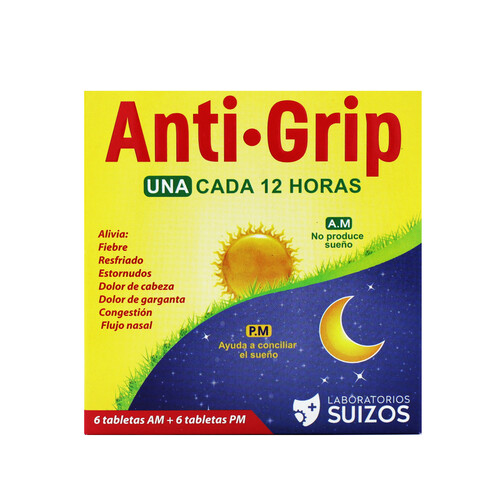 Anti•Grip
UNA CADA 12 HORAS
A.M
No produce
sueño
Alivia:
Fiebre
Resfriado
Estornudos
Dolor de cabeza
Dolor de garganta
Congestión
Flujo nasal
P.M
Ayuda a conciliar
el sueño
LABORATORIOS
SUIZOS
6 tabletas AM + 6 tabletas PM